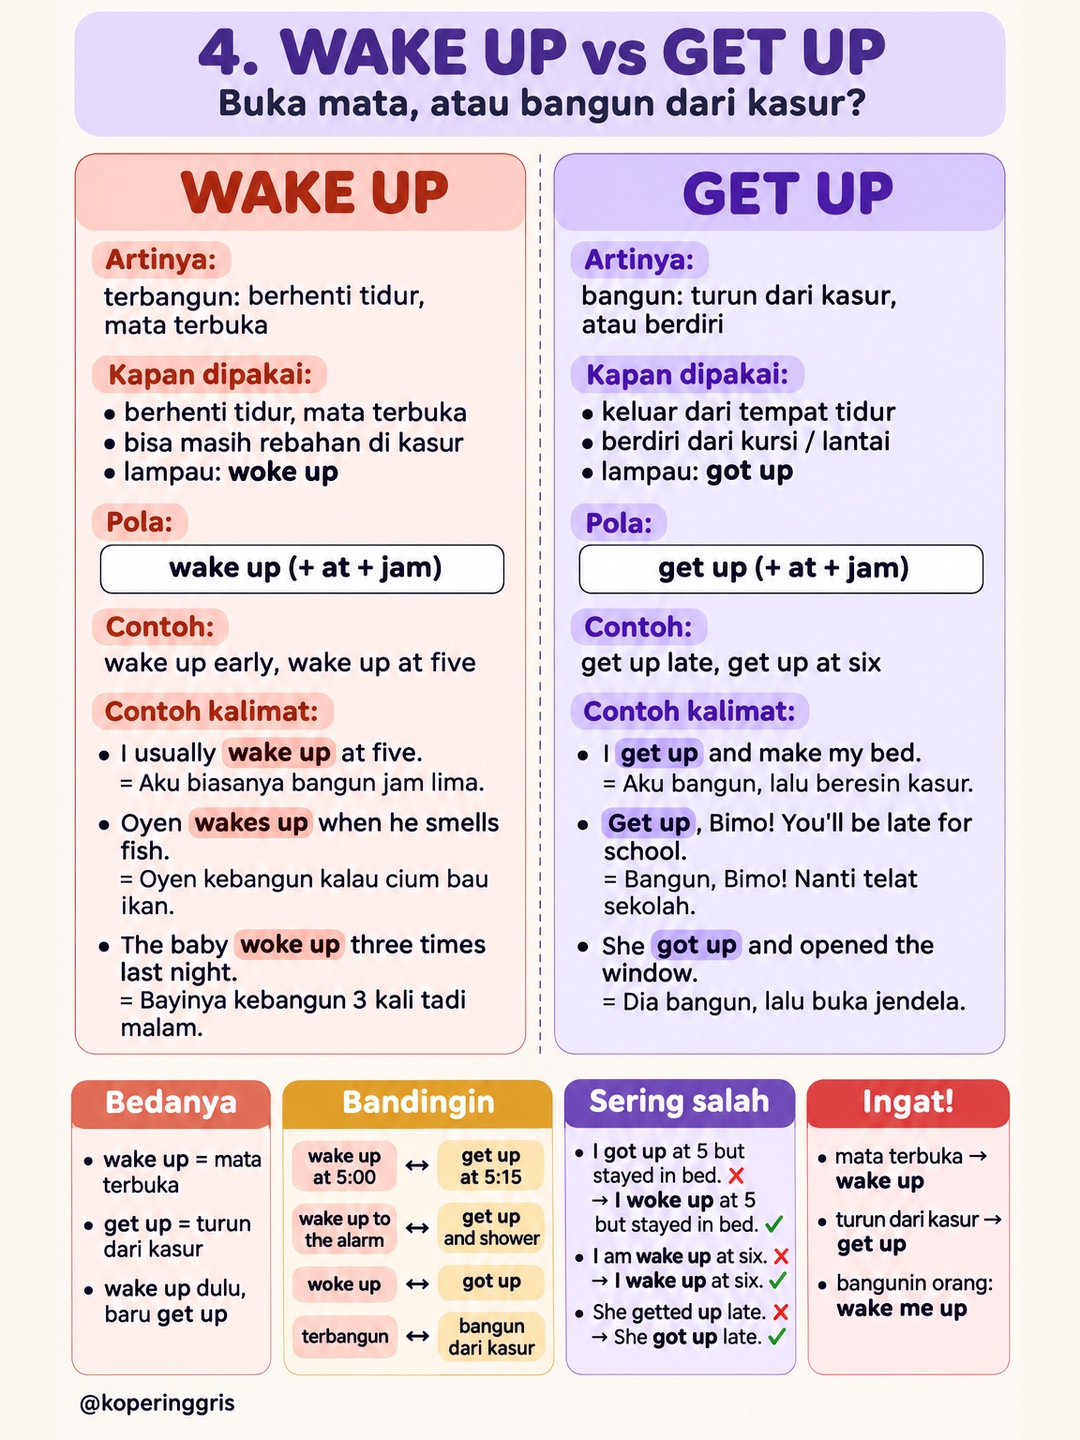 4. WAKE UP vs GET UP
Buka mata, atau bangun dari kasur?
WAKE UP
Artinya:
terbangun: berhenti tidur,
mata terbuka
Kapan dipakai:
• berhenti tidur, mata terbuka
• bisa masih rebahan di kasur
• lampau: woke up
Pola:
wake up (+ at + jam)
Contoh:
wake up early, wake up at five
Contoh kalimat:
• I usually wake up at five.
= Aku biasanya bangun jam lima.
• Oyen wakes up when he smells
fish.
= Oyen kebangun kalau cium bau
ikan.
• The baby woke up three times
last night.
= Bayinya kebangun 3 kali tadi
malam.
GET UP
Artinya:
bangun: turun dari kasur,
atau berdiri
Kapan dipakai:
• keluar dari tempat tidur
• berdiri dari kursi / lantai
• lampau: got up
Pola:
get up (+ at + jam)
Contoh:
get up late, get up at six
Contoh kalimat:
• I get up and make my bed.
= Aku bangun, lalu beresin kasur.
• Get up, Bimo! You'll be late for
school.
= Bangun, Bimo! Nanti telat
sekolah.
• She got up and opened the
window.
= Dia bangun, lalu buka jendela.
Bedanya
• wake up = mata
terbuka
• get up = turun
dari kasur
• wake up dulu,
baru get up
Bandingin
wake up
at 5:00
↔
get up
at 5:15
wake up to
the alarm
↔
get up
and shower
woke up ↔ got up
terbangun
↔
bangun
dari kasur
Sering salah
• I got up at 5 but
stayed in bed. ❌
→ I woke up at 5
but stayed in bed. ✓
• I am wake up at six. ❌
→ I wake up at six. ✓
• She getted up late. ❌
→ She got up late. ✓
Ingat!
• mata terbuka →
wake up
• turun dari kasur →
get up
• bangunin orang:
wake me up
@koperinggris